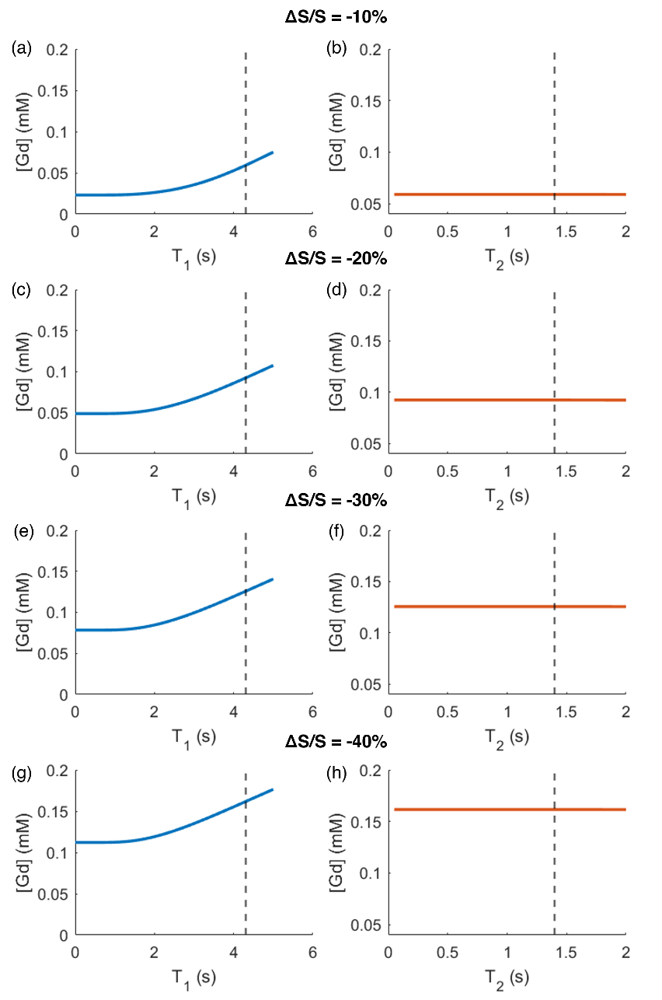 ΔS/S = -10%
(a)
0.2
0.15
0.1
0.05
0
[Gd] (mM)
0 2 4 6
T1 (s)
(b)
0.2
0.15
0.1
0.05
[Gd] (mM)
0 0.5 1 1.5 2
T2 (s)
ΔS/S = -20%
(c)
0.2
0.15
0.1
0.05
0
[Gd] (mM)
0 2 4 6
T1 (s)
(d)
0.2
0.15
0.1
0.05
[Gd] (mM)
0 0.5 1 1.5 2
T2 (s)
ΔS/S = -30%
(e)
0.2
0.15
0.1
0.05
0
[Gd] (mM)
0 2 4 6
T1 (s)
(f)
0.2
0.15
0.1
0.05
[Gd] (mM)
0 0.5 1 1.5 2
T2 (s)
ΔS/S = -40%
(g)
0.2
0.15
0.1
0.05
0
[Gd] (mM)
0 2 4 6
T1 (s)
(h)
0.2
0.15
0.1
0.05
[Gd] (mM)
0 0.5 1 1.5 2
T2 (s)